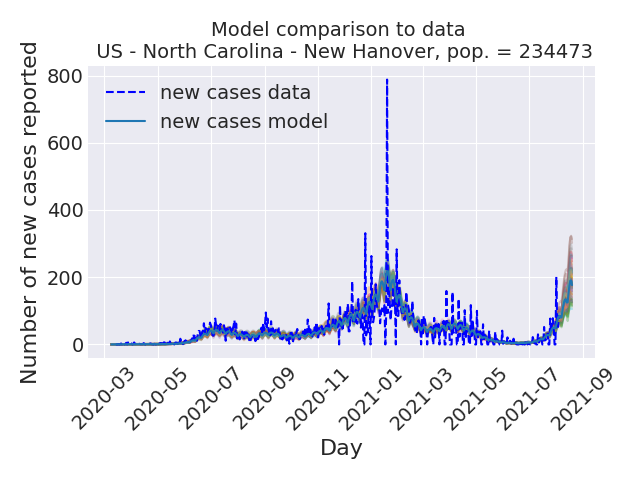 Model comparison to data
US - North Carolina - New Hanover, pop. = 234473
Number of new cases reported
800
600
400
200
0
new cases data
new cases model
2020-03
2020-05
2020-07
2020-09
2020-11
2021-01
2021-03
2021-05
2021-07
2021-09
Day